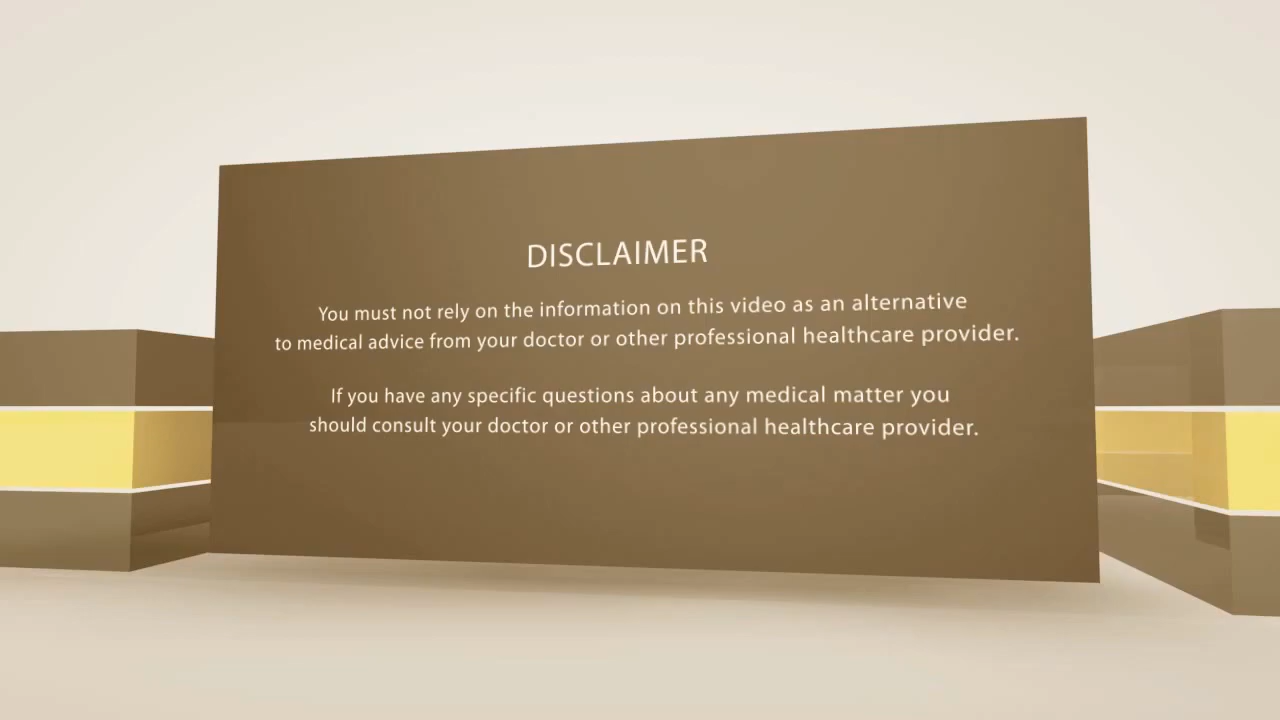 DISCLAIMER
You must not rely on the information on this video as an alternative
to medical advice from your doctor or other professional healthcare provider.
If you have any specific questions about any medical matter you
should consult your doctor or other professional healthcare provider.